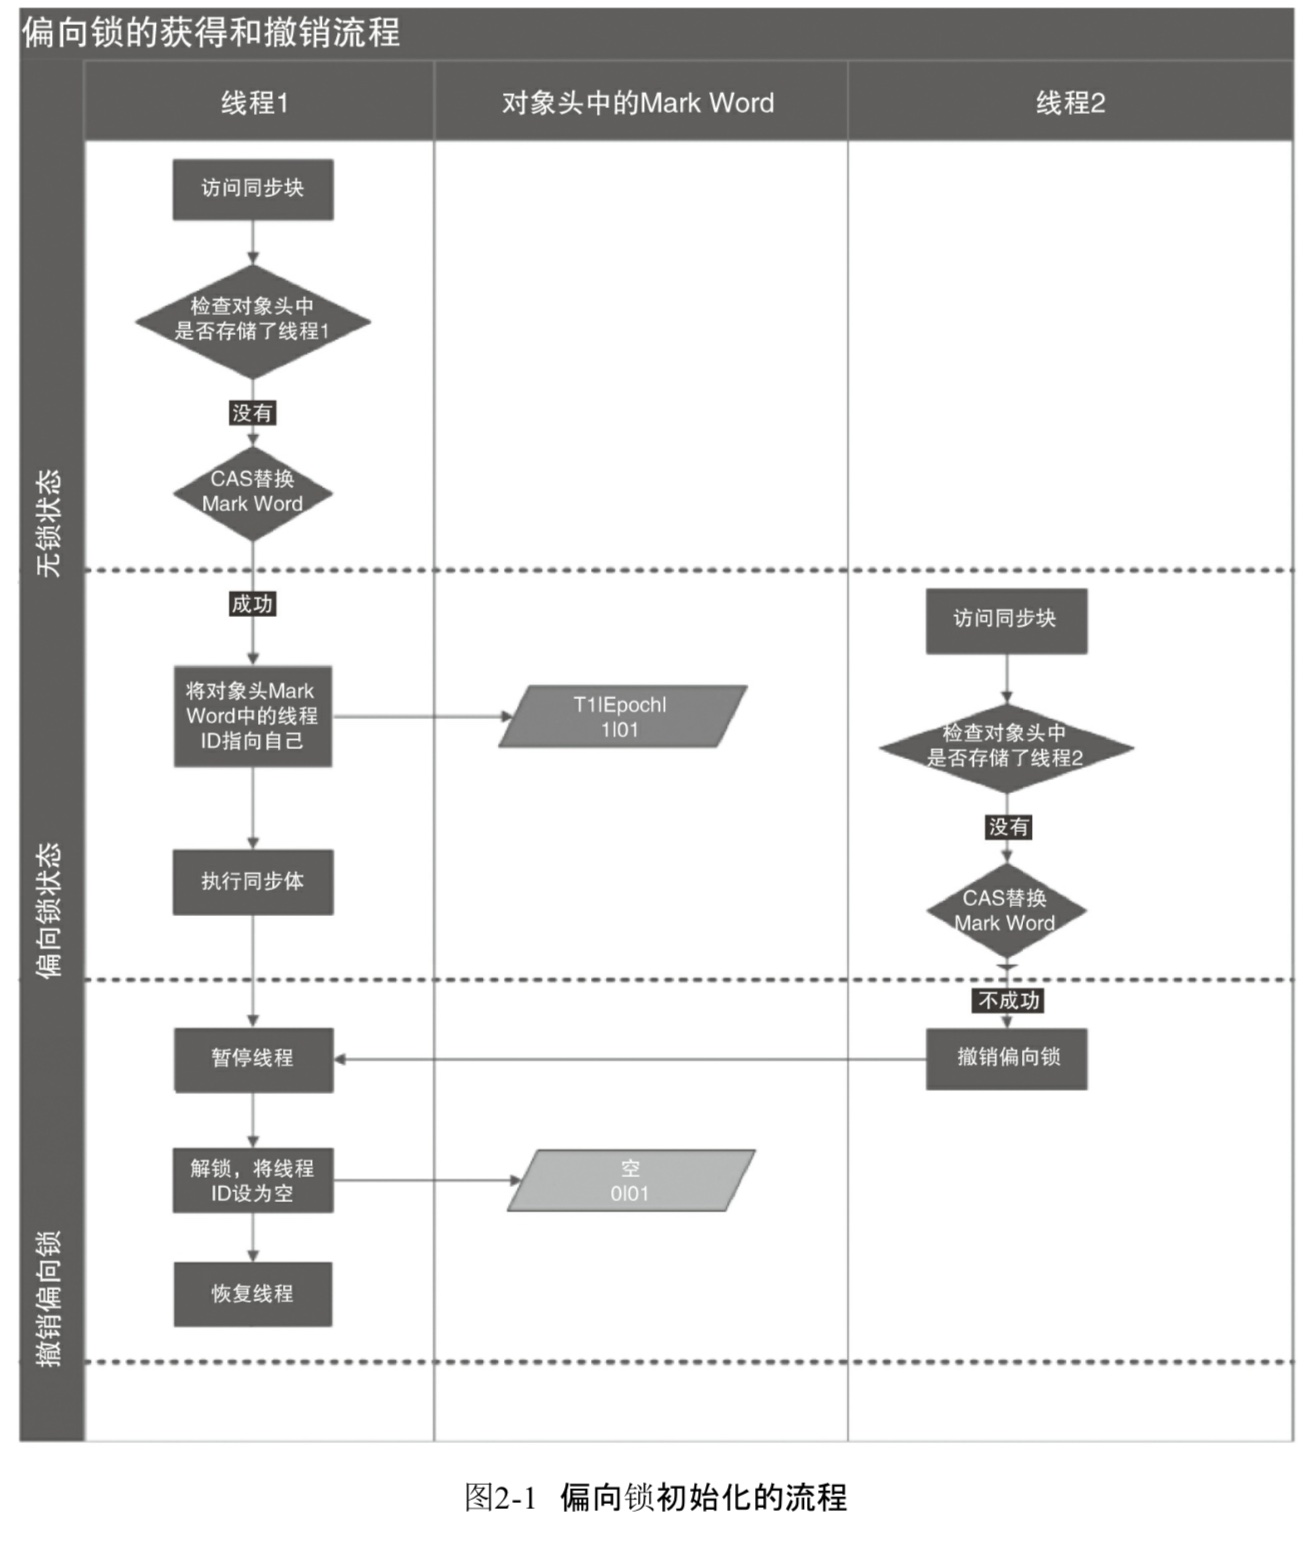 偏向锁的获得和撤销流程
线程1
对象头中的Mark Word
线程2
无锁状态
访问同步块
检查对象头中
是否存储了线程1
没有
CAS替换
Mark Word
偏向锁状态
成功
将对象头Mark
Word中的线程
ID指向自己
T1|Epoch|
1|01
执行同步体
访问同步块
检查对象头中
是否存储了线程2
没有
CAS替换
Mark Word
撤销偏向锁
不成功
撤销偏向锁
暂停线程
解锁，将线程
ID设为空
空
0|01
恢复线程
图2-1 偏向锁初始化的流程